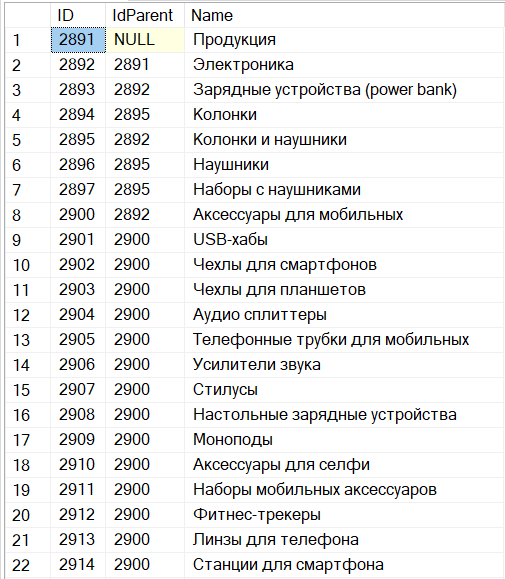 ID IdParent Name
1 2891 NULL Продукция
2 2892 2891 Электроника
3 2893 2892 Зарядные устройства (power bank)
4 2894 2895 Колонки
5 2895 2892 Колонки и наушники
6 2896 2895 Наушники
7 2897 2895 Наборы с наушниками
8 2900 2892 Аксессуары для мобильных
9 2901 2900 USB-хабы
10 2902 2900 Чехлы для смартфонов
11 2903 2900 Чехлы для планшетов
12 2904 2900 Аудио сплиттеры
13 2905 2900 Телефонные трубки для мобильных
14 2906 2900 Усилители звука
15 2907 2900 Стилусы
16 2908 2900 Настольные зарядные устройства
17 2909 2900 Моноподы
18 2910 2900 Аксессуары для селфи
19 2911 2900 Наборы мобильных аксессуаров
20 2912 2900 Фитнес-трекеры
21 2913 2900 Линзы для телефона
22 2914 2900 Станции для смартфона